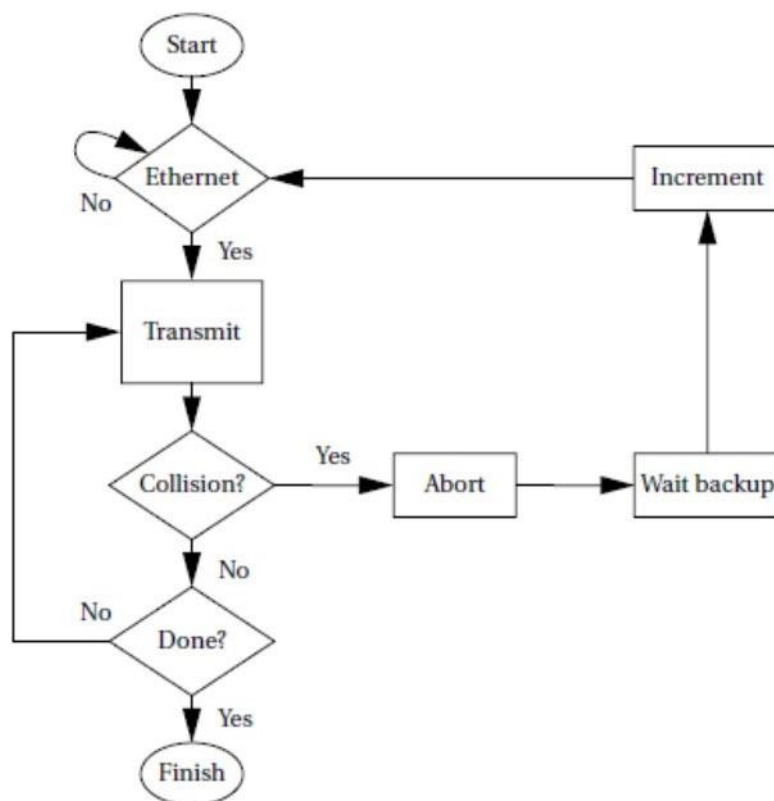 Start
Ethernet
Increment
No
Yes
Transmit
Collision?
Yes
Abort
Wait backup
No
No
Done?
Yes
Finish